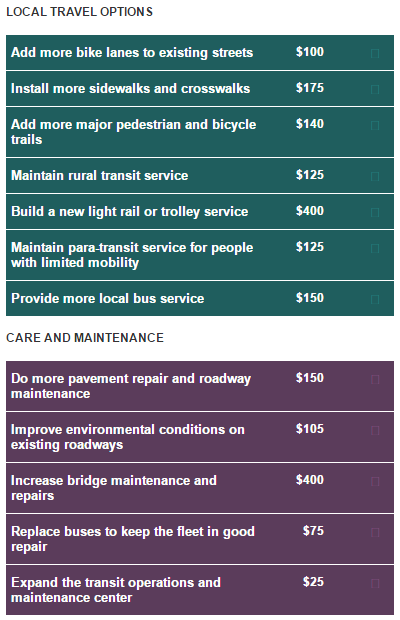 LOCAL TRAVEL OPTIONS
Add more bike lanes to existing streets $100
Install more sidewalks and crosswalks $175
Add more major pedestrian and bicycle $140
trails
Maintain rural transit service $125
Build a new light rail or trolley service $400
Maintain para-transit service for people $125
with limited mobility
Provide more local bus service $150
CARE AND MAINTENANCE
Do more pavement repair and roadway $150
maintenance
Improve environmental conditions on $105
existing roadways
Increase bridge maintenance and $400
repairs
Replace buses to keep the fleet in good $75
repair
Expand the transit operations and $25
maintenance center